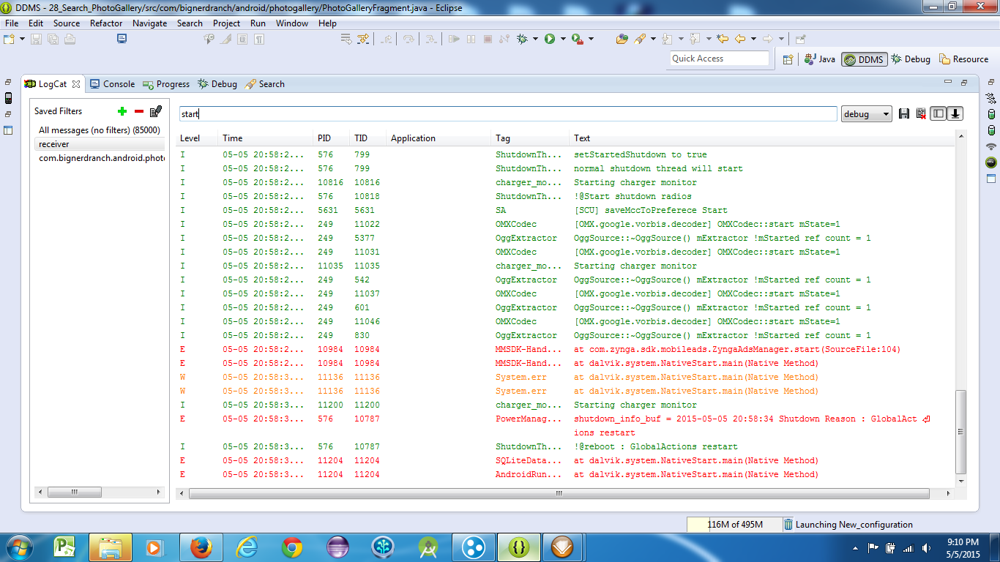 DDMS - 28_Search_PhotoGallery/src/com/bignerdranch/android/photogallery/PhotoGalleryFragment.java - Eclipse
File Edit Source Refactor Navigate Search Project Run Window Help
Quick Access
Java DDMS Debug Resource
LogCat Console Progress Debug Search
Saved Filters
All messages (no filters) (85000)
receiver
com.bignerdranch.android.photo
start
debug
Level Time PID TID Application Tag Text
I 05-05 20:58:2... 576 799 ShutdownTh... setStartedShutdown to true
I 05-05 20:58:2... 576 799 ShutdownTh... normal shutdown thread will start
I 05-05 20:58:2... 10816 10816 charger_mo... Starting charger monitor
I 05-05 20:58:2... 576 10818 ShutdownTh... !@Start shutdown radios
I 05-05 20:58:2... 5631 5631 SA [SCU] saveMccToPreferece Start
I 05-05 20:58:2... 249 11022 OMXCodec [OMX.google.vorbis.decoder] OMXCodec::start mState=1
I 05-05 20:58:2... 249 5377 OggExtractor OggSource::~OggSource() mExtractor !mStarted ref count = 1
I 05-05 20:58:2... 249 11031 OMXCodec [OMX.google.vorbis.decoder] OMXCodec::start mState=1
I 05-05 20:58:2... 11035 11035 charger_mo... Starting charger monitor
I 05-05 20:58:2... 249 542 OggExtractor OggSource::~OggSource() mExtractor !mStarted ref count = 1
I 05-05 20:58:2... 249 11037 OMXCodec [OMX.google.vorbis.decoder] OMXCodec::start mState=1
I 05-05 20:58:2... 249 601 OggExtractor OggSource::~OggSource() mExtractor !mStarted ref count = 1
I 05-05 20:58:2... 249 11046 OMXCodec [OMX.google.vorbis.decoder] OMXCodec::start mState=1
I 05-05 20:58:2... 249 830 OggExtractor OggSource::~OggSource() mExtractor !mStarted ref count = 1
E 05-05 20:58:3... 10984 10984 MMSDK-Hand... at com.zynga.sdk.mobileads.ZyngaAdsManager.start(SourceFile:104)
E 05-05 20:58:3... 10984 10984 MMSDK-Hand... at dalvik.system.NativeStart.main(Native Method)
W 05-05 20:58:3... 11136 11136 System.err at dalvik.system.NativeStart.main(Native Method)
W 05-05 20:58:3... 11136 11136 System.err at dalvik.system.NativeStart.main(Native Method)
I 05-05 20:58:3... 11200 11200 charger_mo... Starting charger monitor
E 05-05 20:58:3... 576 10787 PowerManag... shutdown_info_buf = 2015-05-05 20:58:34 Shutdown Reason : GlobalAct
ions restart
I 05-05 20:58:3... 576 10787 ShutdownTh... !@reboot : GlobalActions restart
E 05-05 20:58:3... 11204 11204 SQLiteData... at dalvik.system.NativeStart.main(Native Method)
E 05-05 20:58:3... 11204 11204 AndroidRun... at dalvik.system.NativeStart.main(Native Method)
116M of 495M Launching New_configuration
9:10 PM
5/5/2015